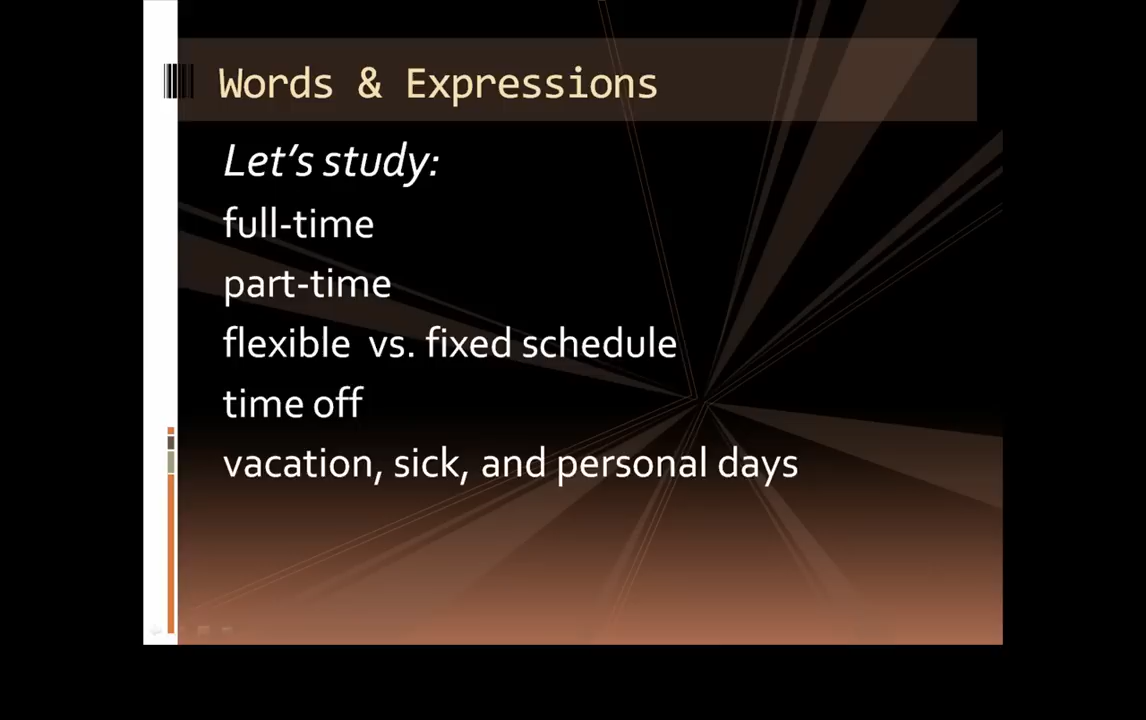 Words & Expressions
Let's study:
full-time
part-time
flexible vs. fixed schedule
time off
vacation, sick, and personal days